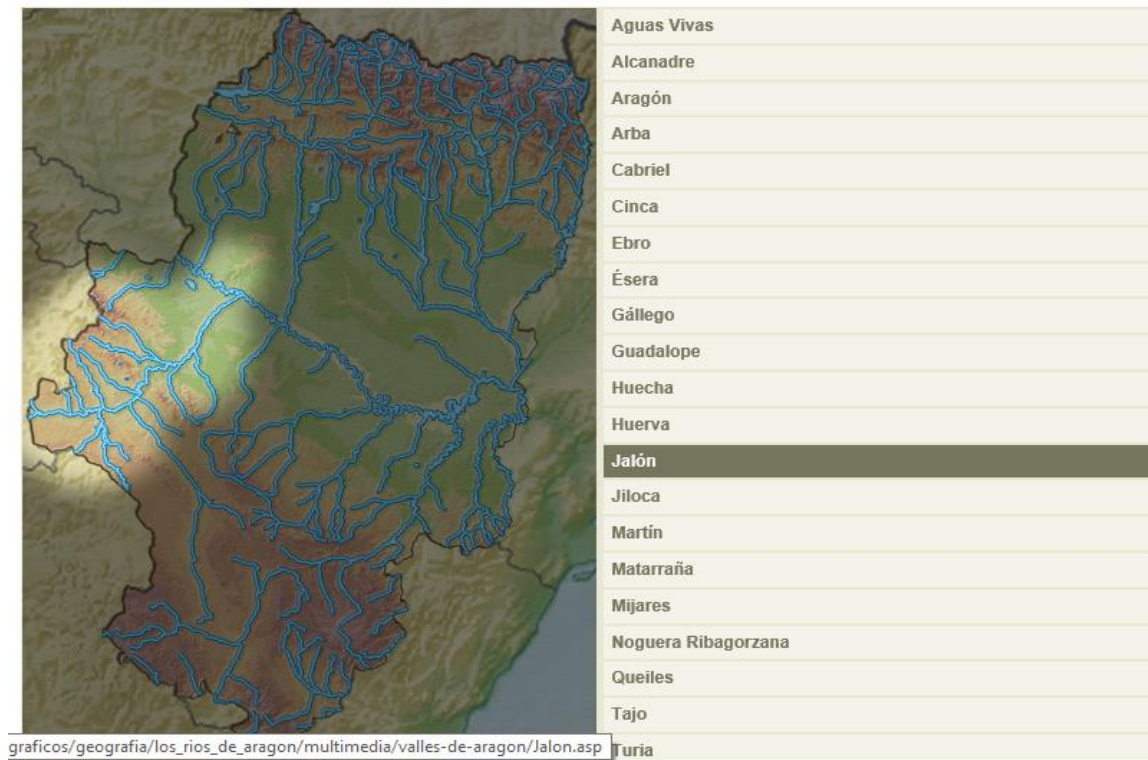 Aguas Vivas
Alcanadre
Aragón
Arba
Cabriel
Cinca
Ebro
Ésera
Gállego
Guadalope
Huecha
Huerva
Jalón
Jiloca
Martín
Matarraña
Mijares
Noguera Ribagorzana
Queiles
Tajo
Turia
graficos/geografia/los_rios_de_aragon/multimedia/valles-de-aragon/Jalon.asp